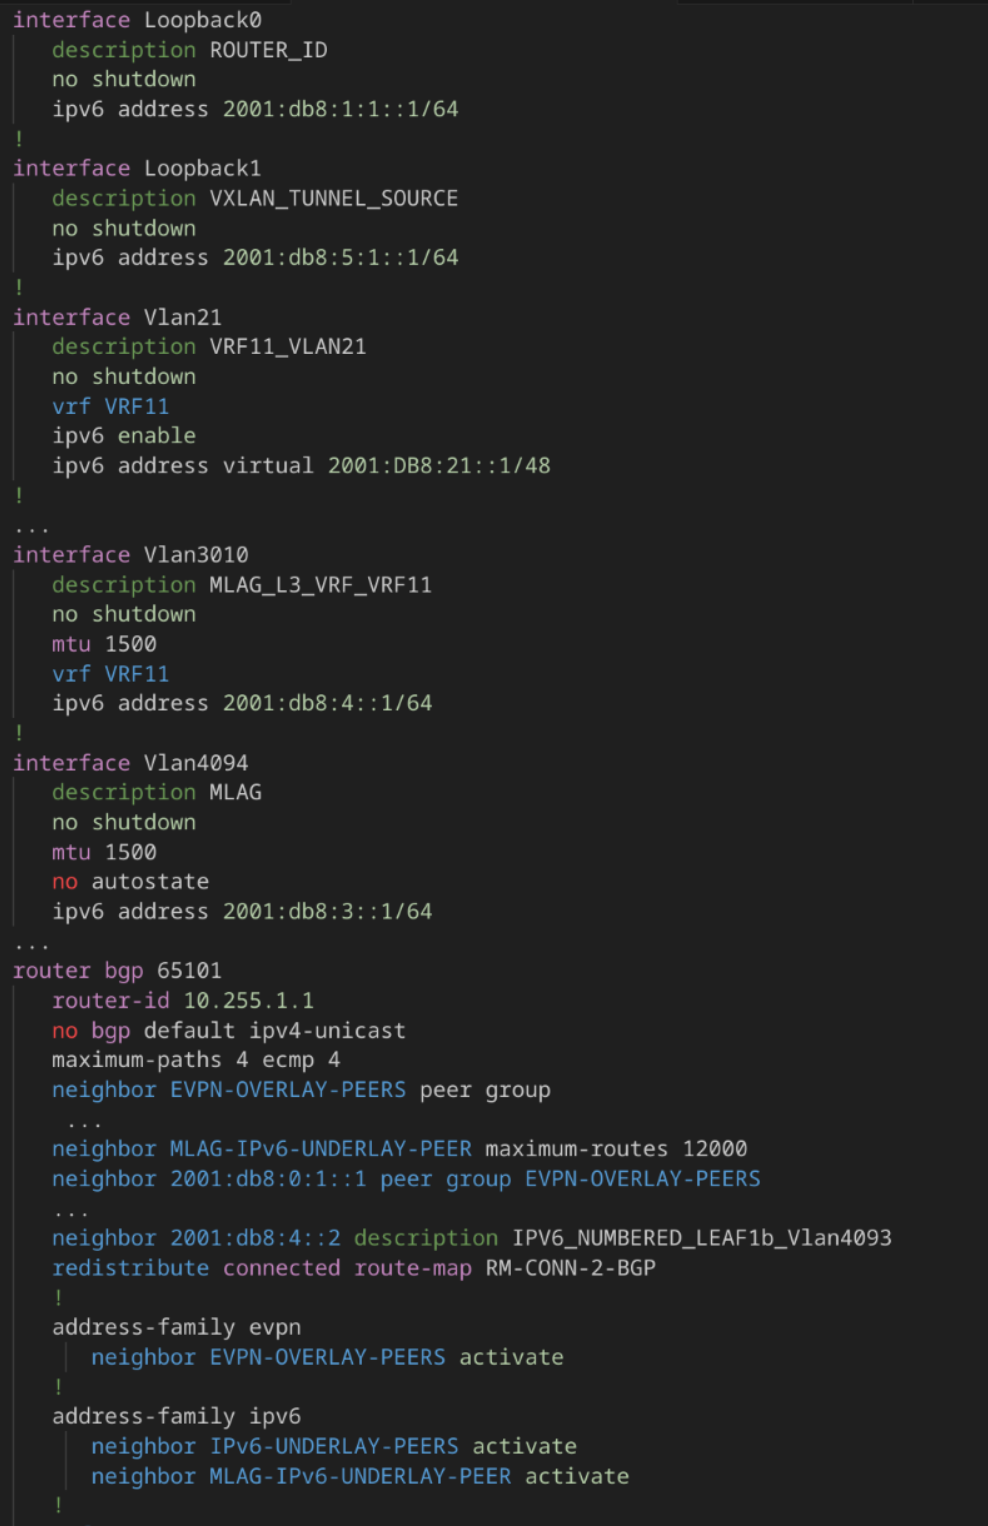 interface Loopback0
description ROUTER_ID
no shutdown
ipv6 address 2001:db8:1:1::1/64
!
interface Loopback1
description VXLAN_TUNNEL_SOURCE
no shutdown
ipv6 address 2001:db8:5:1::1/64
!
interface Vlan21
description VRF11_VLAN21
no shutdown
vrf VRF11
ipv6 enable
ipv6 address virtual 2001:DB8:21::1/48
!
...
interface Vlan3010
description MLAG_L3_VRF_VRF11
no shutdown
mtu 1500
vrf VRF11
ipv6 address 2001:db8:4::1/64
!
interface Vlan4094
description MLAG
no shutdown
mtu 1500
no autostate
ipv6 address 2001:db8:3::1/64
...
router bgp 65101
router-id 10.255.1.1
no bgp default ipv4-unicast
maximum-paths 4 ecmp 4
neighbor EVPN-OVERLAY-PEERS peer group
...
neighbor MLAG-IPv6-UNDERLAY-PEER maximum-routes 12000
neighbor 2001:db8:0:1::1 peer group EVPN-OVERLAY-PEERS
...
neighbor 2001:db8:4::2 description IPV6_NUMBERED_LEAF1b_Vlan4093
redistribute connected route-map RM-CONN-2-BGP
!
address-family evpn
neighbor EVPN-OVERLAY-PEERS activate
!
address-family ipv6
neighbor IPv6-UNDERLAY-PEERS activate
neighbor MLAG-IPv6-UNDERLAY-PEER activate
!